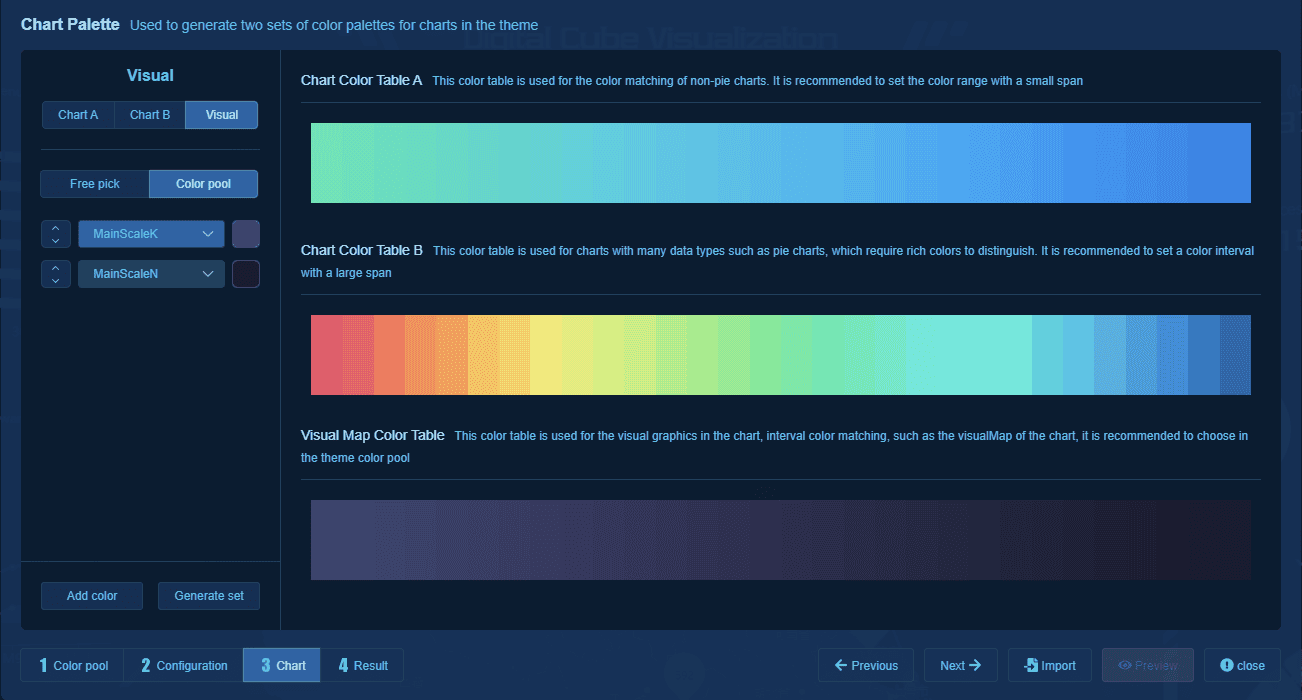 Digital Cube Visualization
Chart Palette Used to generate two sets of color palettes for charts in the theme
Visual
Chart A Chart B Visual
Free pick Color pool
MainScaleK
MainScaleN
Add color Generate set
Chart Color Table A This color table is used for the color matching of non-pie charts. It is recommended to set the color range with a small span
Chart Color Table B This color table is used for charts with many data types such as pie charts, which require rich colors to distinguish. It is recommended to set a color interval
with a large span
Visual Map Color Table This color table is used for the visual graphics in the chart, interval color matching, such as the visualMap of the chart, it is recommended to choose in
the theme color pool
1 Color pool 2 Configuration 3 Chart 4 Result
Previous Next Import Preview close